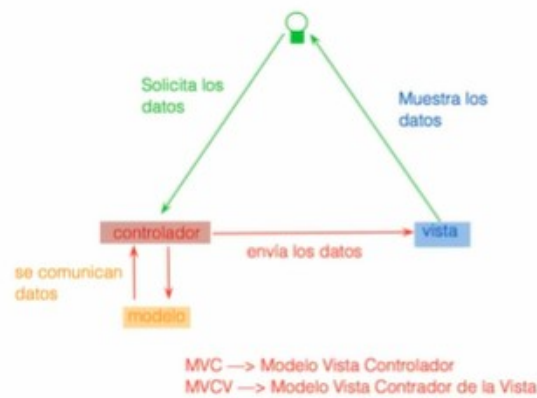 Solicita los
datos
Muestra los
datos
controlador
vista
envía los datos
se comunican
datos
modelo
MVC —> Modelo Vista Controlador
MVCV —> Modelo Vista Contrador de la Vista